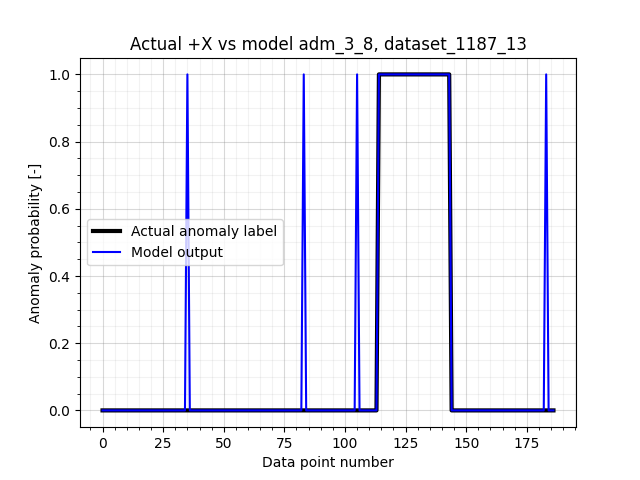 Actual +X vs model adm_3_8, dataset_1187_13
Anomaly probability [-]
1.0
0.8
0.6
0.4
0.2
0.0
Actual anomaly label
Model output
0 25 50 75 100 125 150 175
Data point number